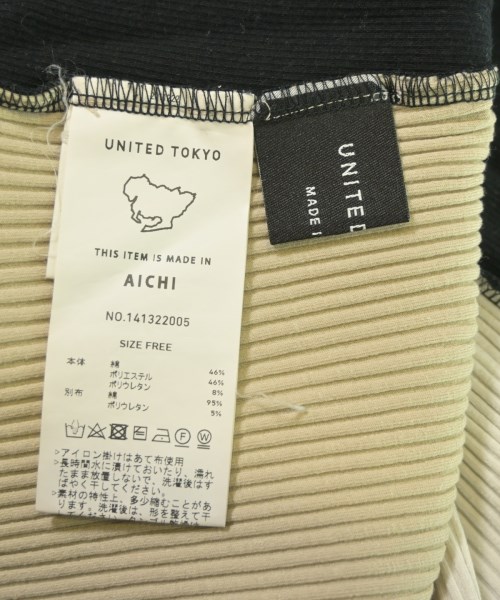 UNITED TOKYO
THIS ITEM IS MADE IN
AICHI
NO.141322005
SIZE FREE
本体 綿 46%
ポリエステル 46%
ポリウレタン 8%
別布 綿 95%
ポリウレタン 5%
F W
>アイロン掛けはあて布使用
>長時間水に漬けておいたり、濡れ
たまま放置しないで、洗濯後はす
ばやく干してください。
>素材の特性上、多少縮むことがあ
ります。洗濯後は、形を整えて干
UNITED
MADE I